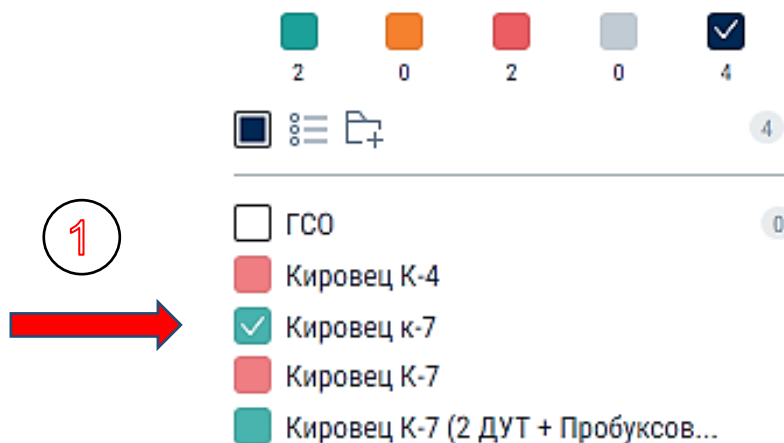 2 0 2 0 4
4
ГСО 0
1
Кировец К-4
Кировец к-7
Кировец К-7
Кировец К-7 (2 ДУТ + Пробуксов...